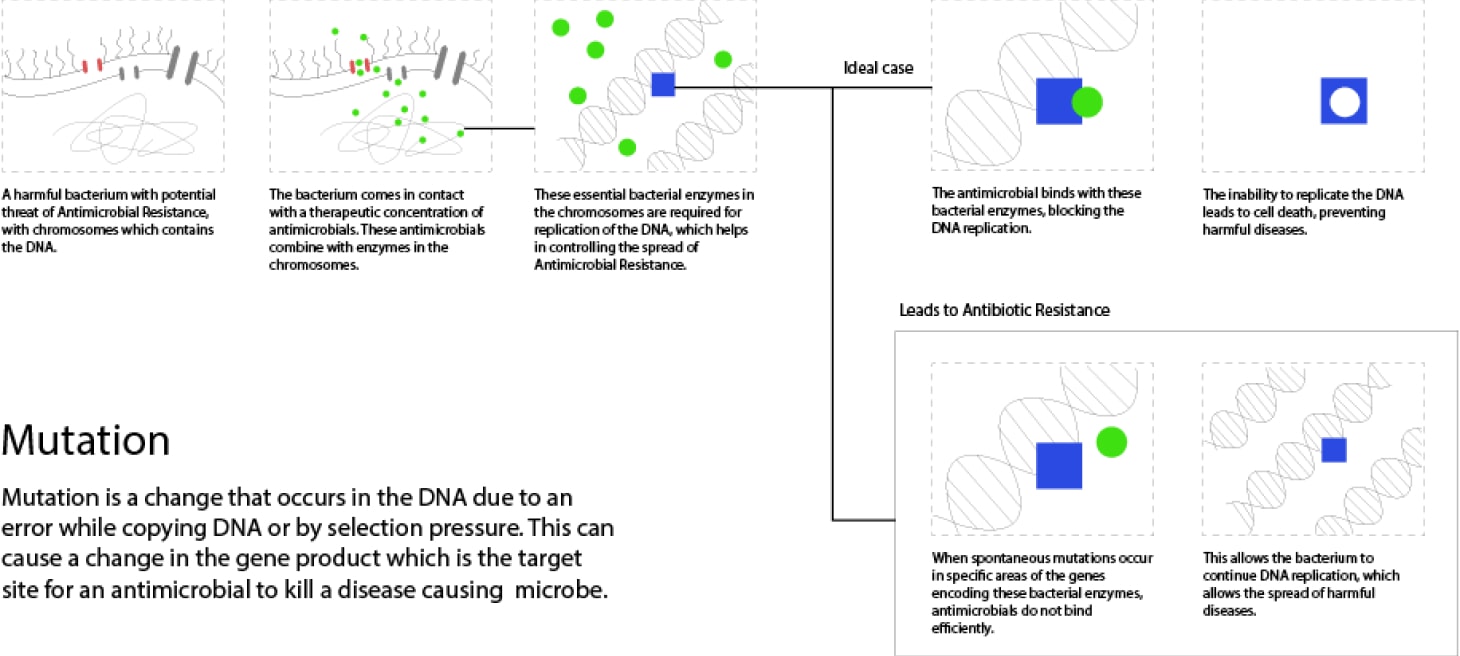 Ideal case
A harmful bacterium with potential
threat of Antimicrobial Resistance,
with chromosomes which contains
the DNA.
The bacterium comes in contact
with a therapeutic concentration of
antimicrobials. These antimicrobials
combine with enzymes in the
chromosomes.
These essential bacterial enzymes in
the chromosomes are required for
replication of the DNA, which helps
in controlling the spread of
Antimicrobial Resistance.
The antimicrobial binds with these
bacterial enzymes, blocking the
DNA replication.
The inability to replicate the DNA
leads to cell death, preventing
harmful diseases.
Leads to Antibiotic Resistance
Mutation
Mutation is a change that occurs in the DNA due to an
error while copying DNA or by selection pressure. This can
cause a change in the gene product which is the target
site for an antimicrobial to kill a disease causing microbe.
When spontaneous mutations occur
in specific areas of the genes
encoding these bacterial enzymes,
antimicrobials do not bind
efficiently.
This allows the bacterium to
continue DNA replication, which
allows the spread of harmful
diseases.